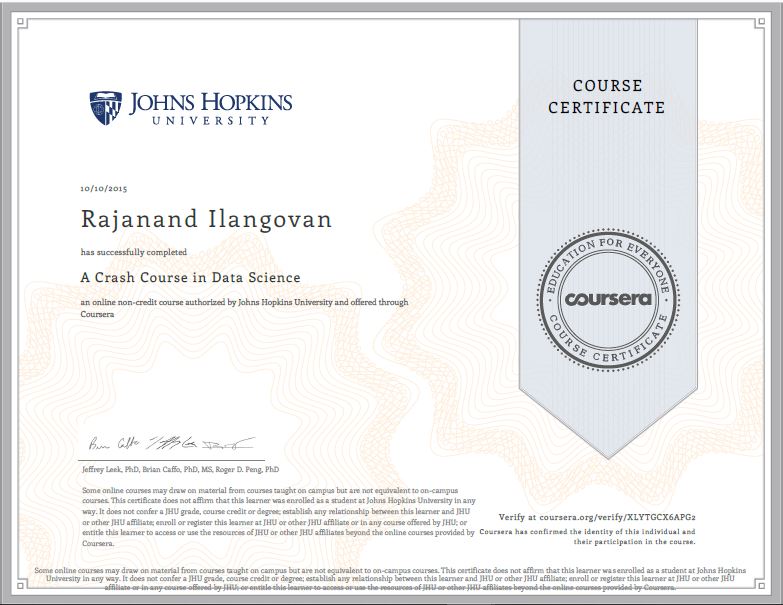 JOHNS HOPKINS
UNIVERSITY
COURSE
CERTIFICATE
10/10/2015
Rajanand Ilangovan
has successfully completed
A Crash Course in Data Science
an online non-credit course authorized by Johns Hopkins University and offered through
Coursera
EDUCATION FOR EVERYONE
coursera
COURSE CERTIFICATE
Jeffrey Leek, PhD, Brian Caffo, PhD, MS, Roger D. Peng, PhD
Some online courses may draw on material from courses taught on campus but are not equivalent to on-campus
courses. This certificate does not affirm that this learner was enrolled as a student at Johns Hopkins University in any
way. It does not confer a JHU grade, course credit or degree; establish any relationship between this learner and JHU
or other JHU affiliate; enroll or register this learner at JHU or other JHU affiliate or in any course offered by JHU; or
entitle this learner to access or use the resources of JHU or other JHU affiliates beyond the online courses provided by
Coursera.
Verify at coursera.org/verify/XLYTGCX6APG2
Coursera has confirmed the identity of this individual and
their participation in the course.
Some online courses may draw on material from courses taught on campus but are not equivalent to on-campus courses. This certificate does not affirm that this learner was enrolled as a student at Johns Hopkins
University in any way. It does not confer a JHU grade, course credit or degree; establish any relationship between this learner and JHU or other JHU affiliate; enroll or register this learner at JHU or other JHU
affiliate or in any course offered by JHU; or entitle this learner to access or use the resources of JHU or other JHU affiliates beyond the online courses provided by Coursera.